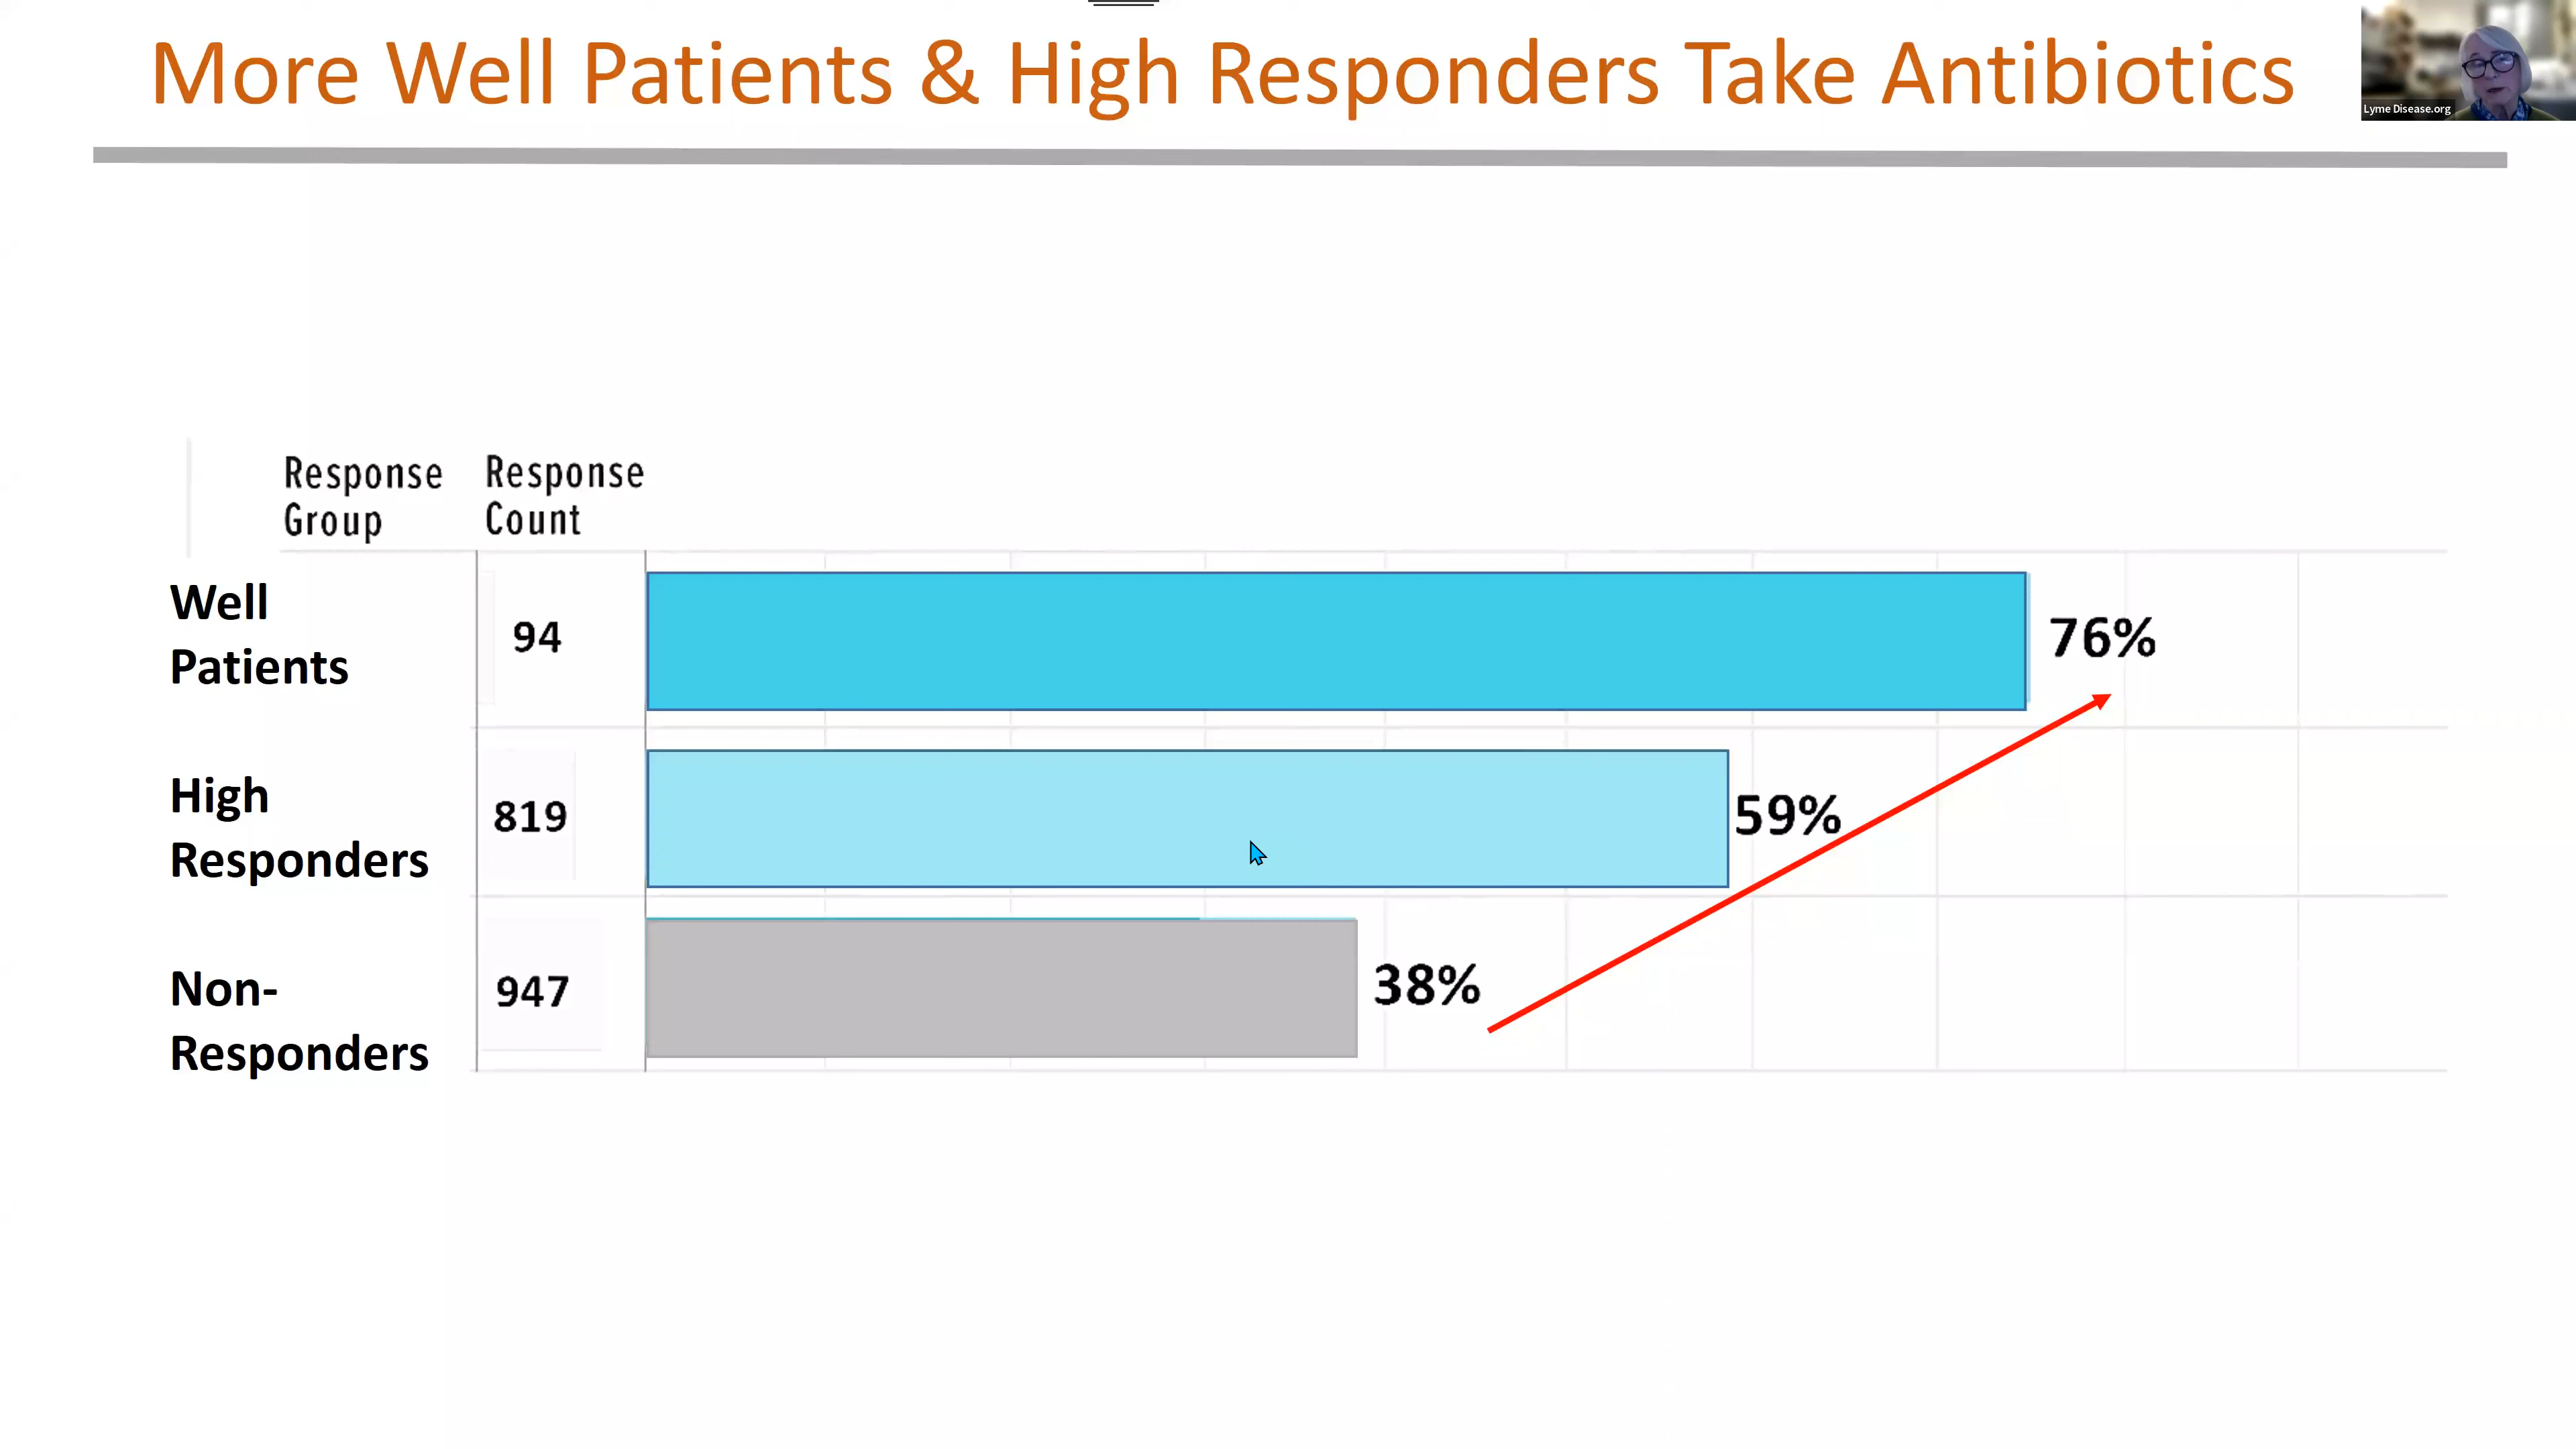 More Well Patients & High Responders Take Antibiotics
Lyme Disease.org
Response Response
Group Count
Well
Patients
94
76%
High
Responders
819
59%
Non-
Responders
947
38%